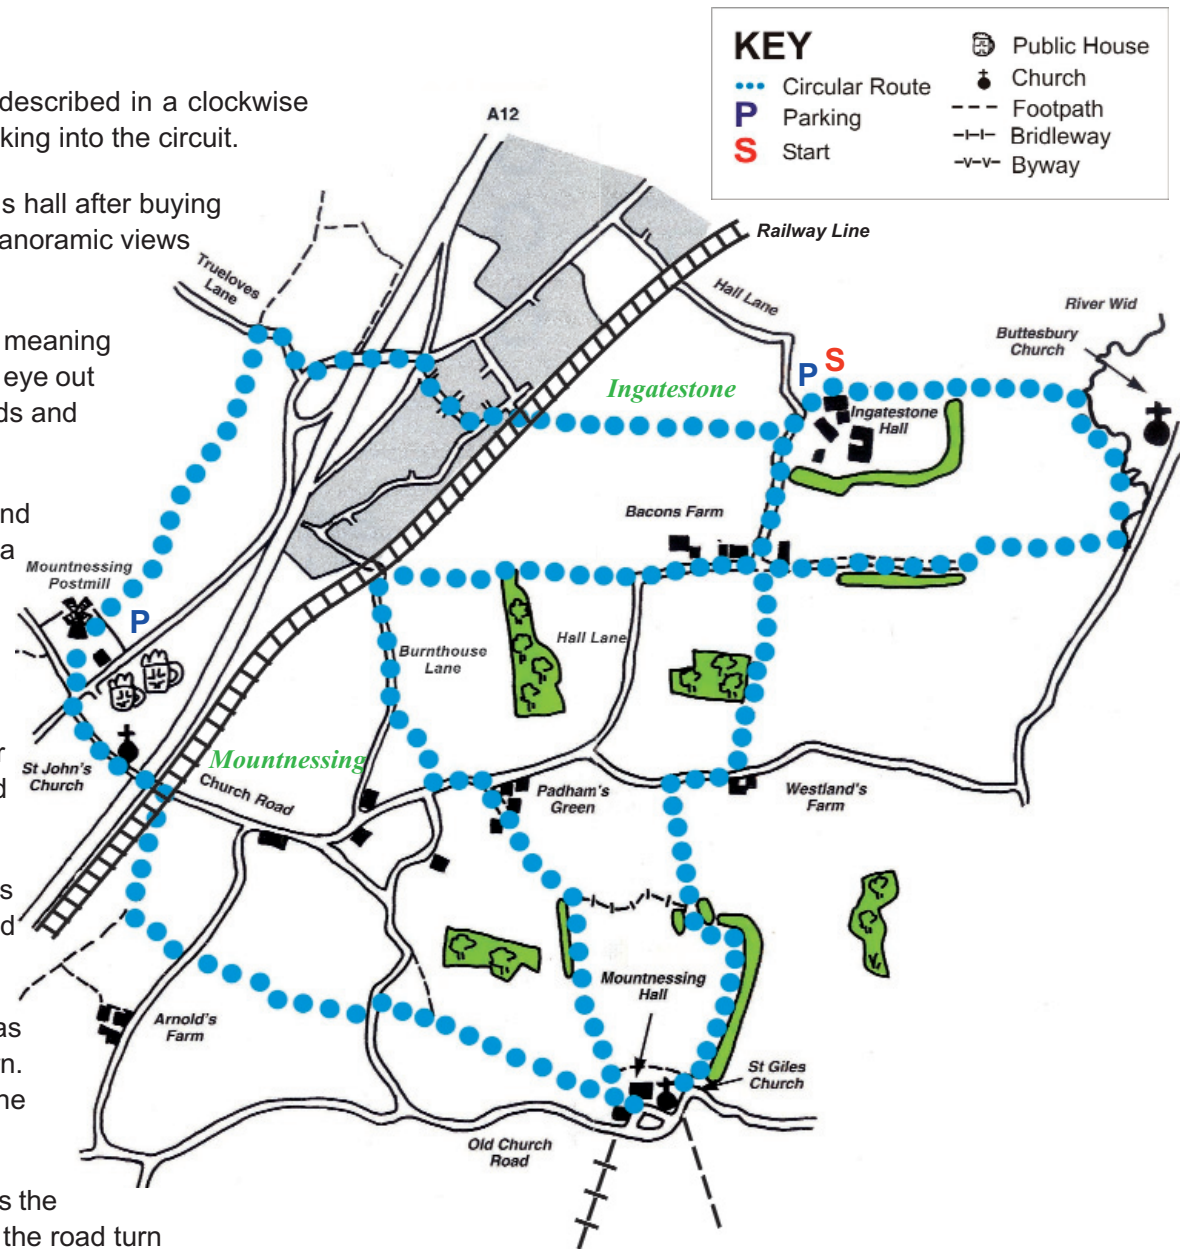 described in a clockwise
king into the circuit.
s hall after buying
anoramic views
meaning
eye out
ds and
nd
a
r
d
s
d
as
n.
ne
s the
the road turn
KEY
Circular Route
P Parking
S Start
Public House
Church
Footpath
Bridleway
Byway
A12
Railway Line
Trueloves
Lane
Hall Lane
River Wid
Buttesbury
Church
P
S
Ingatestone
Ingatestone
Hall
Bacons Farm
Mountnessing
Postmill
P
Burnthouse
Lane
Hall Lane
St John's
Church
Mountnessing
Church Road
Padham's
Green
Westland's
Farm
Mountnessing
Hall
Arnold's
Farm
St Giles
Church
Old Church
Road